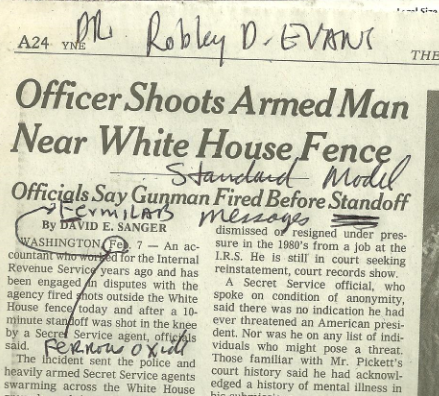 A24 YNE DR Robley D. EVANS THE
Officer Shoots Armed Man
Near White House Fence
Standard Model
Officials Say Gunman Fired Before Standoff
Fermilab messages
By DAVID E. SANGER
WASHINGTON, Feb. 7 — An ac-
countant who worked for the Internal
Revenue Service years ago and has
been engaged in disputes with the
agency fired shots outside the White
House fence today and after a 10-
minute standoff was shot in the knee
by a Secret Service agent, officials
said.
FERROUS OXIDE
The incident sent the police and
heavily armed Secret Service agents
swarming across the White House
dismissed or resigned under pres-
sure in the 1980's from a job at the
I.R.S. He is still in court seeking
reinstatement, court records show.
A Secret Service official, who
spoke on condition of anonymity,
said there was no indication he had
ever threatened an American presi-
dent. Nor was he on any list of indi-
viduals who might pose a threat.
Those familiar with Mr. Pickett's
court history said he had acknowl-
edged a history of mental illness in